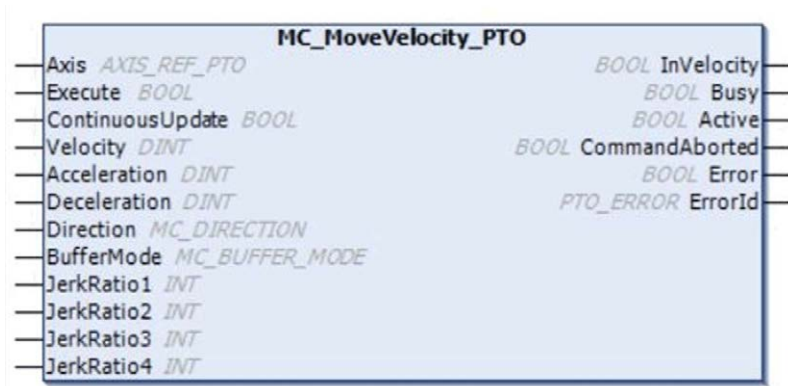 MC_MoveVelocity_PTO
Axis AXIS_REF_PTO BOOL InVelocity
Execute BOOL BOOL Busy
ContinuousUpdate BOOL BOOL Active
Velocity DINT BOOL CommandAborted
Acceleration DINT BOOL Error
Deceleration DINT PTO_ERROR ErrorId
Direction MC_DIRECTION
BufferMode MC_BUFFER_MODE
JerkRatio1 INT
JerkRatio2 INT
JerkRatio3 INT
JerkRatio4 INT